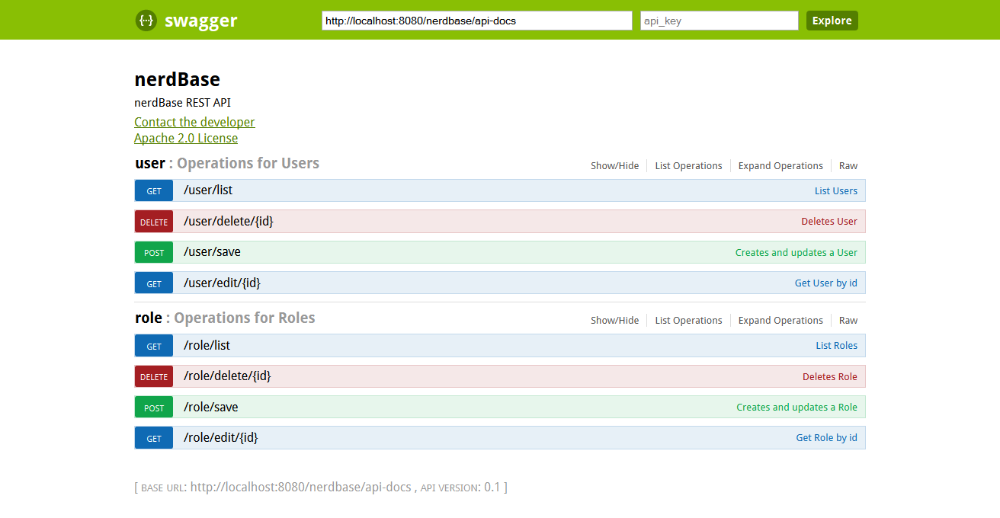 {··} swagger http://localhost:8080/nerdbase/api-docs api_key Explore
nerdBase
nerdBase REST API
Contact the developer
Apache 2.0 License
user : Operations for Users Show/Hide List Operations Expand Operations Raw
GET /user/list List Users
DELETE /user/delete/{id} Deletes User
POST /user/save Creates and updates a User
GET /user/edit/{id} Get User by id
role : Operations for Roles Show/Hide List Operations Expand Operations Raw
GET /role/list List Roles
DELETE /role/delete/{id} Deletes Role
POST /role/save Creates and updates a Role
GET /role/edit/{id} Get Role by id
[ BASE URL: http://localhost:8080/nerdbase/api-docs , API VERSION: 0.1 ]